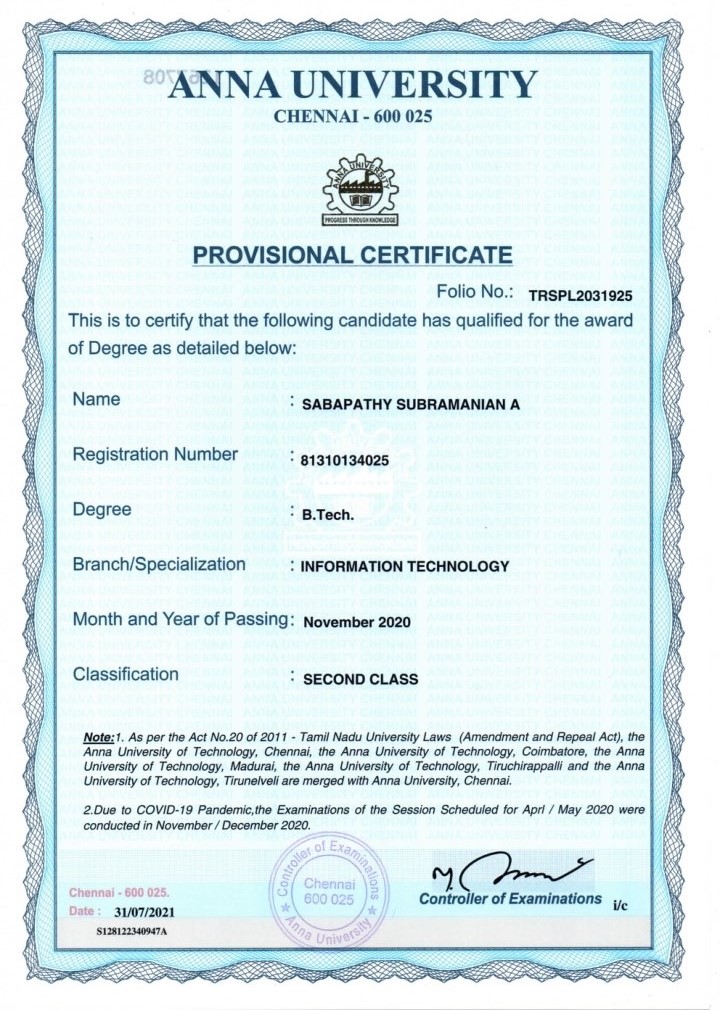 ANNA UNIVERSITY
CHENNAI - 600 025
ANNA UNIVERSITY
PROGRESS THROUGH KNOWLEDGE
PROVISIONAL CERTIFICATE
Folio No.: TRSPL2031925
This is to certify that the following candidate has qualified for the award
of Degree as detailed below:
Name : SABAPATHY SUBRAMANIAN A
Registration Number : 81310134025
Degree : B.Tech.
Branch/Specialization : INFORMATION TECHNOLOGY
Month and Year of Passing: November 2020
Classification : SECOND CLASS
Note:1. As per the Act No.20 of 2011 - Tamil Nadu University Laws (Amendment and Repeal Act), the
Anna University of Technology, Chennai, the Anna University of Technology, Coimbatore, the Anna
University of Technology, Madurai, the Anna University of Technology, Tiruchirappalli and the Anna
University of Technology, Tirunelveli are merged with Anna University, Chennai.
2.Due to COVID-19 Pandemic,the Examinations of the Session Scheduled for Aprl / May 2020 were
conducted in November / December 2020.
Controller of Examinations
Chennai
600 025
Anna University
Controller of Examinations i/c
Chennai - 600 025.
Date : 31/07/2021
S128122340947A